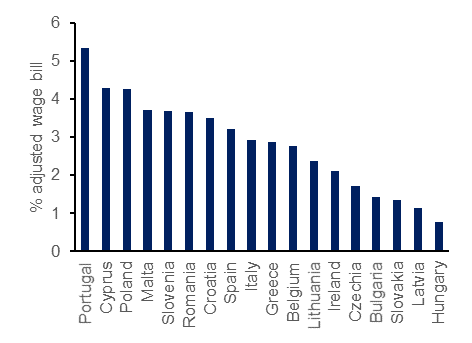 % adjusted wage bill
6
5
4
3
2
1
0
Portugal
Cyprus
Poland
Malta
Slovenia
Romania
Croatia
Spain
Italy
Greece
Belgium
Lithuania
Ireland
Czechia
Bulgaria
Slovakia
Latvia
Hungary